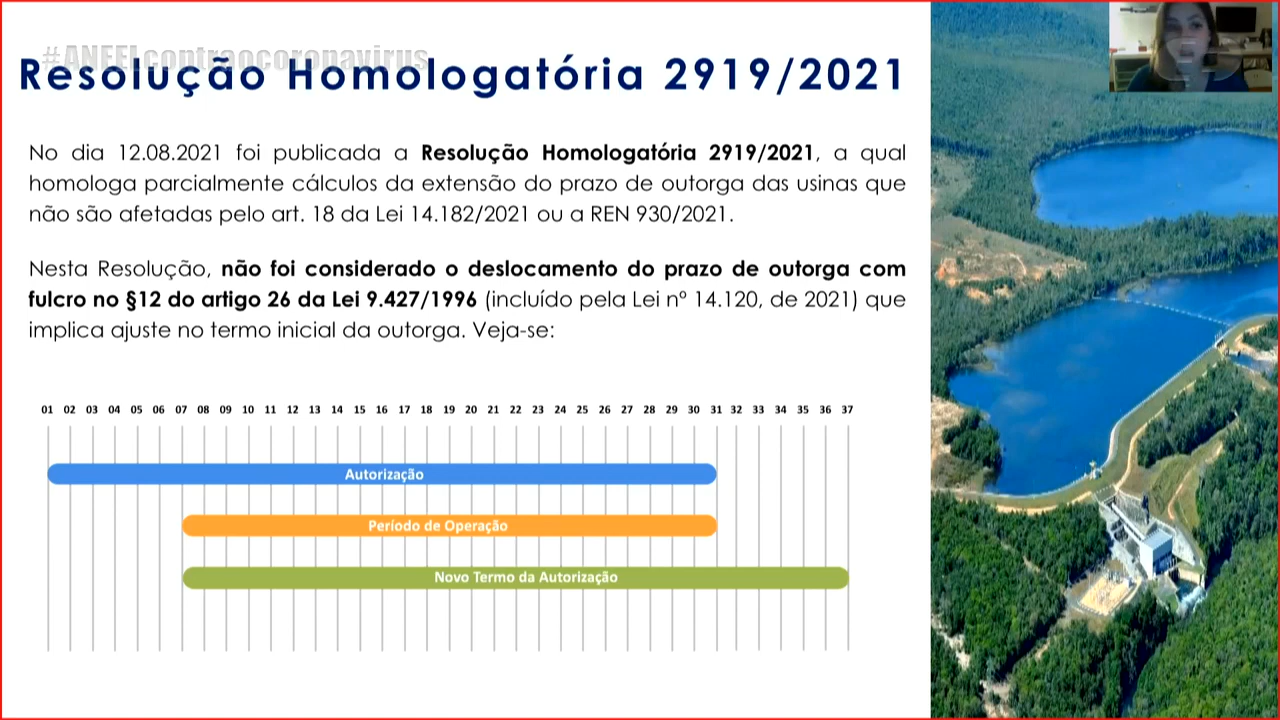 #ANEELcontraocoronavirus
Resolução Homologatória 2919/2021
No dia 12.08.2021 foi publicada a Resolução Homologatória 2919/2021, a qual
homologa parcialmente cálculos da extensão do prazo de outorga das usinas que
não são afetadas pelo art. 18 da Lei 14.182/2021 ou a REN 930/2021.
Nesta Resolução, não foi considerado o deslocamento do prazo de outorga com
fulcro no §12 do artigo 26 da Lei 9.427/1996 (incluído pela Lei nº 14.120, de 2021) que
implica ajuste no termo inicial da outorga. Veja-se:
01 02 03 04 05 06 07 08 09 10 11 12 13 14 15 16 17 18 19 20 21 22 23 24 25 26 27 28 29 30 31 32 33 34 35 36 37
Autorização
Período de Operação
Novo Termo da Autorização